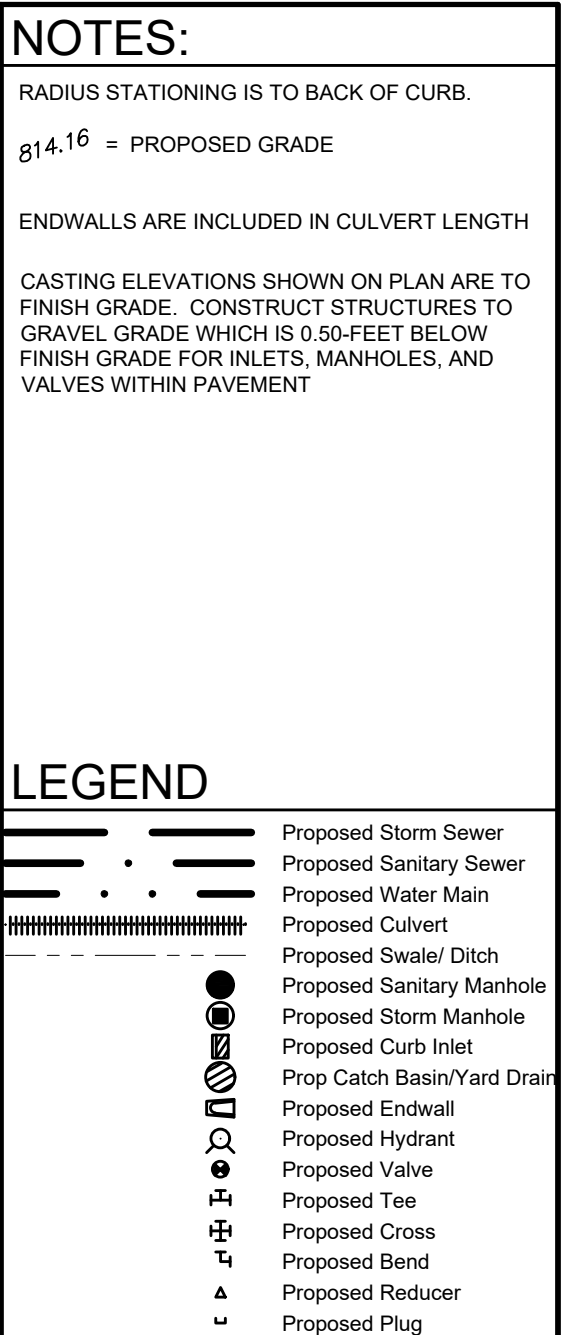 NOTES:
RADIUS STATIONING IS TO BACK OF CURB.
814.16 = PROPOSED GRADE
ENDWALLS ARE INCLUDED IN CULVERT LENGTH
CASTING ELEVATIONS SHOWN ON PLAN ARE TO
FINISH GRADE. CONSTRUCT STRUCTURES TO
GRAVEL GRADE WHICH IS 0.50-FEET BELOW
FINISH GRADE FOR INLETS, MANHOLES, AND
VALVES WITHIN PAVEMENT
LEGEND
Proposed Storm Sewer
Proposed Sanitary Sewer
Proposed Water Main
Proposed Culvert
Proposed Swale/ Ditch
Proposed Sanitary Manhole
Proposed Storm Manhole
Proposed Curb Inlet
Prop Catch Basin/Yard Drain
Proposed Endwall
Proposed Hydrant
Proposed Valve
Proposed Tee
Proposed Cross
Proposed Bend
Proposed Reducer
Proposed Plug